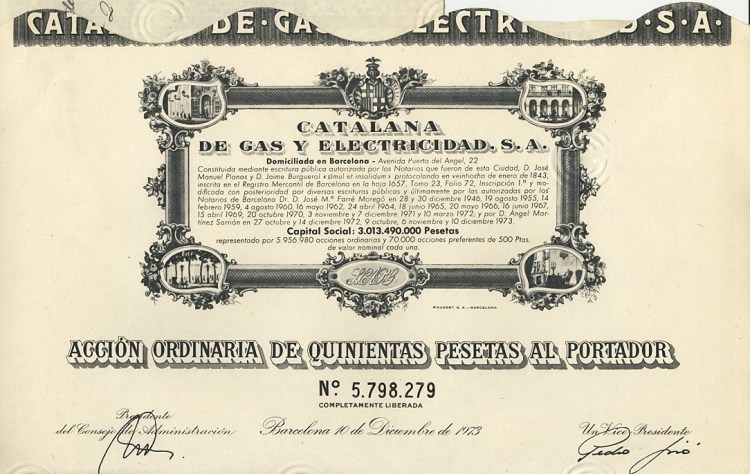 CATA DE GAS ELECTRI D.S.A.
CATALANA
DE GAS Y ELECTRICIDAD, S. A.
Domiciliada en Barcelona - Avenida Puerta del Angel, 22
Constituida mediante escritura pública autorizada por los Notarios que fueron de esta Ciudad, D. José
Manuel Planas y D. Jaime Burguerol «simul et insolidum» protocolando en veintiocho de enero de 1843,
inscrita en el Registro Mercantil de Barcelona en la hoja 1657, Tomo 23, Folio 72, Inscripción 1.ª y mo-
dificada con posterioridad por diversas escrituras públicas y últimamente por las autorizadas por los
Notarios de Barcelona Dr. D. José M.ª Farré Moregó en 28 y 30 diciembre 1946, 19 agosto 1955, 14
febrero 1959, 4 agosto 1960, 16 mayo 1962, 24 abril 1964, 18 junio 1965, 20 mayo 1966, 16 junio 1967,
15 abril 1969, 20 octubre 1970, 3 noviembre y 7 diciembre 1971 y 10 marzo 1972, y por D. Ángel Mar-
tínez Sarrión en 27 octubre y 14 diciembre 1972, 9 octubre, 6 noviembre y 10 diciembre 1973.
Capital Social: 3.013.490.000 Pesetas
representado por 5.956.980 acciones ordinarias y 70.000 acciones preferentes de 500 Ptas.
de valor nominal cada una.
RIEUSSET, S. A. - BARCELONA
ACCIÓN ORDINARIA DE QUINIENTAS PESETAS AL PORTADOR
Nº 5.798.279
COMPLETAMENTE LIBERADA
Presidente
del Consejo de Administración
Barcelona 10 de Diciembre de 1973
Un Vice-Presidente
Pedro Miró